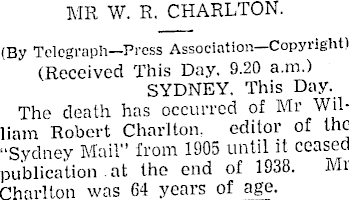 MR W. R. CHARLTON.
(By Telegraph—Press Association—Copyright)
(Received This Day, 9.20 a.m.)
SYDNEY, This Day.
The death has occurred of Mr Wil-
liam Robert Charlton, editor of the
"Sydney Mail" from 1905 until it ceased
publication at the end of 1938. Mr
Charlton was 64 years of age.